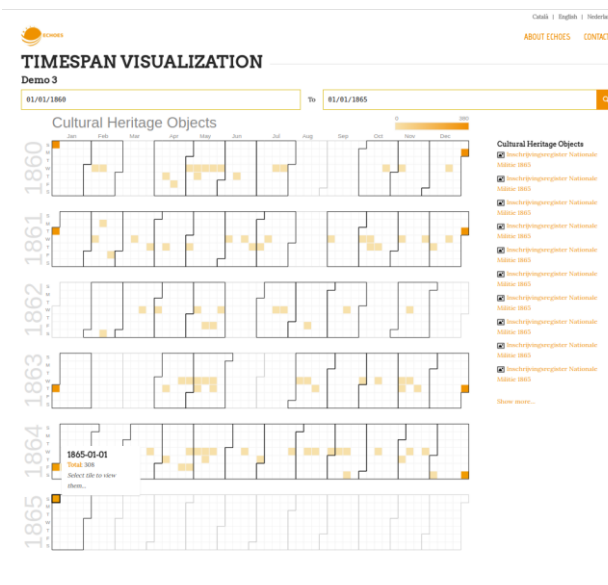 Català | English | Nederlan
ECHOES
ABOUT ECHOES CONTACT
TIMESPAN VISUALIZATION
Demo 3
01/01/1860 To 01/01/1865
Cultural Heritage Objects
0
Jan Feb Mar Apr May Jun Jul Aug Sep Oct Nov Dec
1860
1861
1862
1863
1864
1865
1865-01-01
Total: 308
Select tile to view
them...
Cultural Heritage Objects
Inschrijvingsregister Nationale
Militie 1865
Inschrijvingsregister Nationale
Militie 1865
Inschrijvingsregister Nationale
Militie 1865
Inschrijvingsregister Nationale
Militie 1865
Inschrijvingsregister Nationale
Militie 1865
Inschrijvingsregister Nationale
Militie 1865
Inschrijvingsregister Nationale
Militie 1865
Inschrijvingsregister Nationale
Militie 1865
Inschrijvingsregister Nationale
Militie 1865
Inschrijvingsregister Nationale
Militie 1865
Show more...